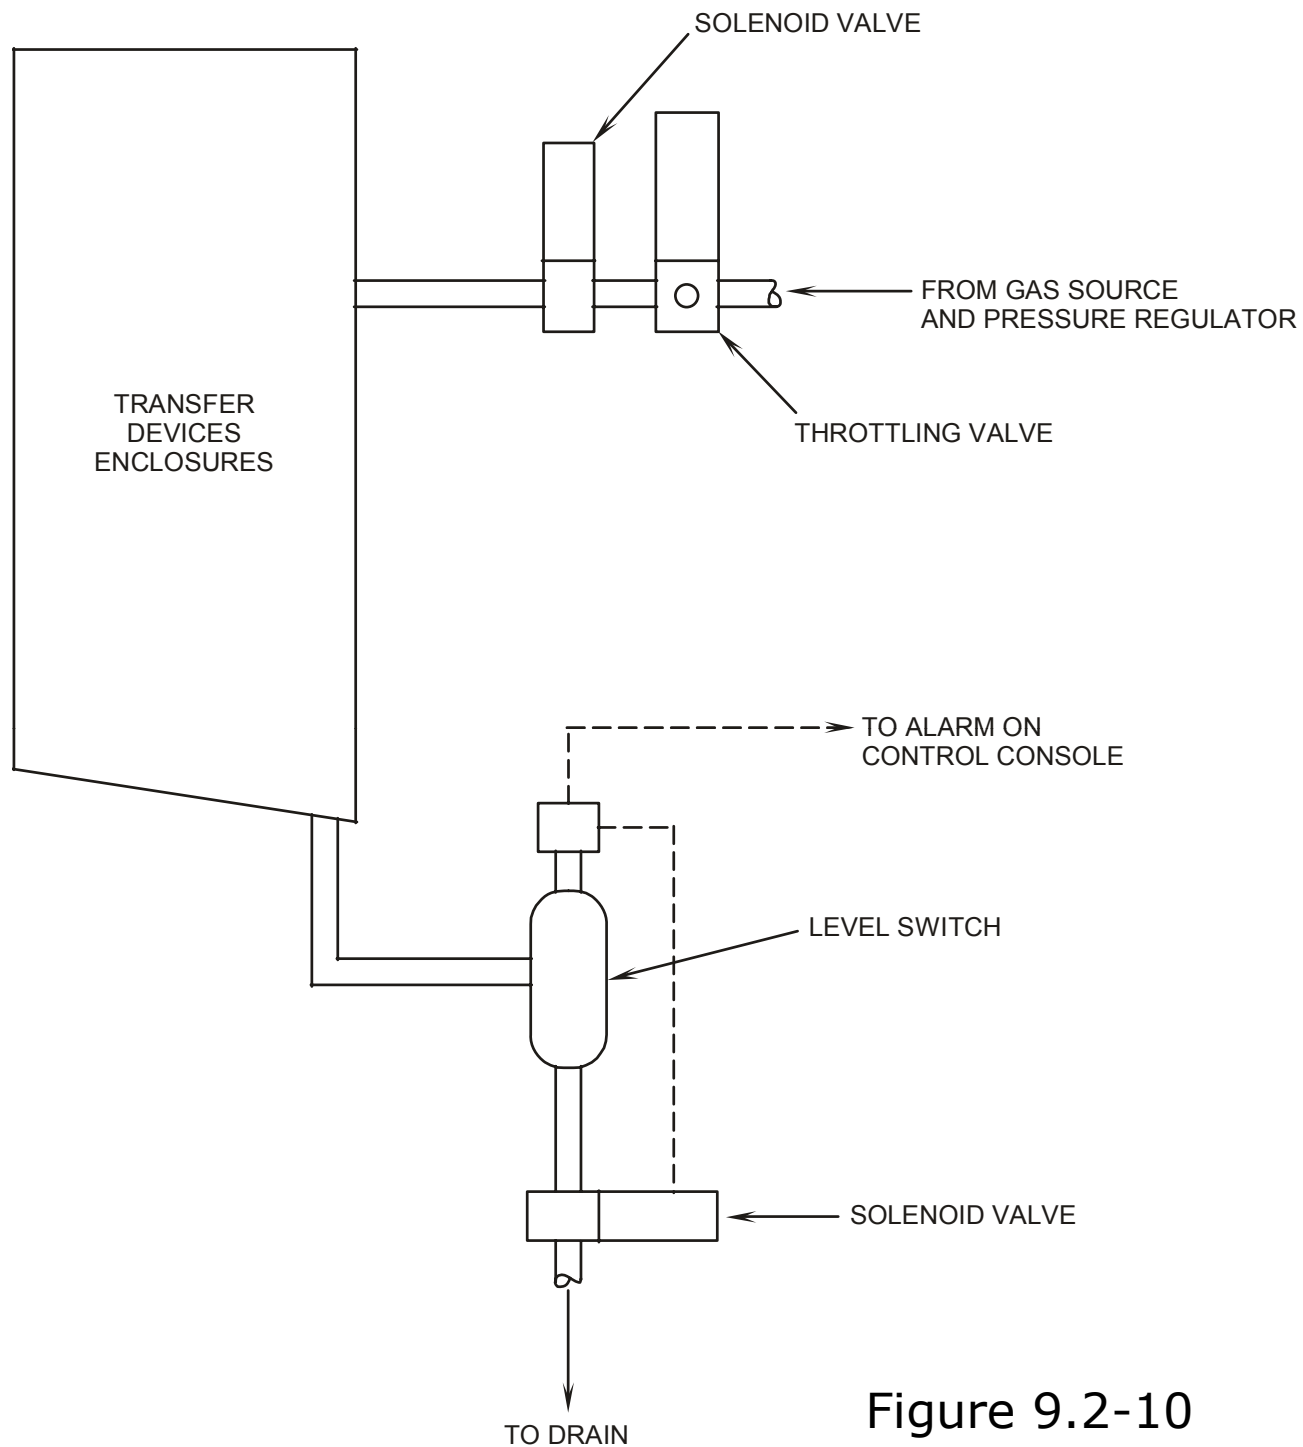 SOLENOID VALVE
FROM GAS SOURCE
AND PRESSURE REGULATOR
TRANSFER
DEVICES
ENCLOSURES
THROTTLING VALVE
TO ALARM ON
CONTROL CONSOLE
LEVEL SWITCH
SOLENOID VALVE
TO DRAIN
Figure 9.2-10